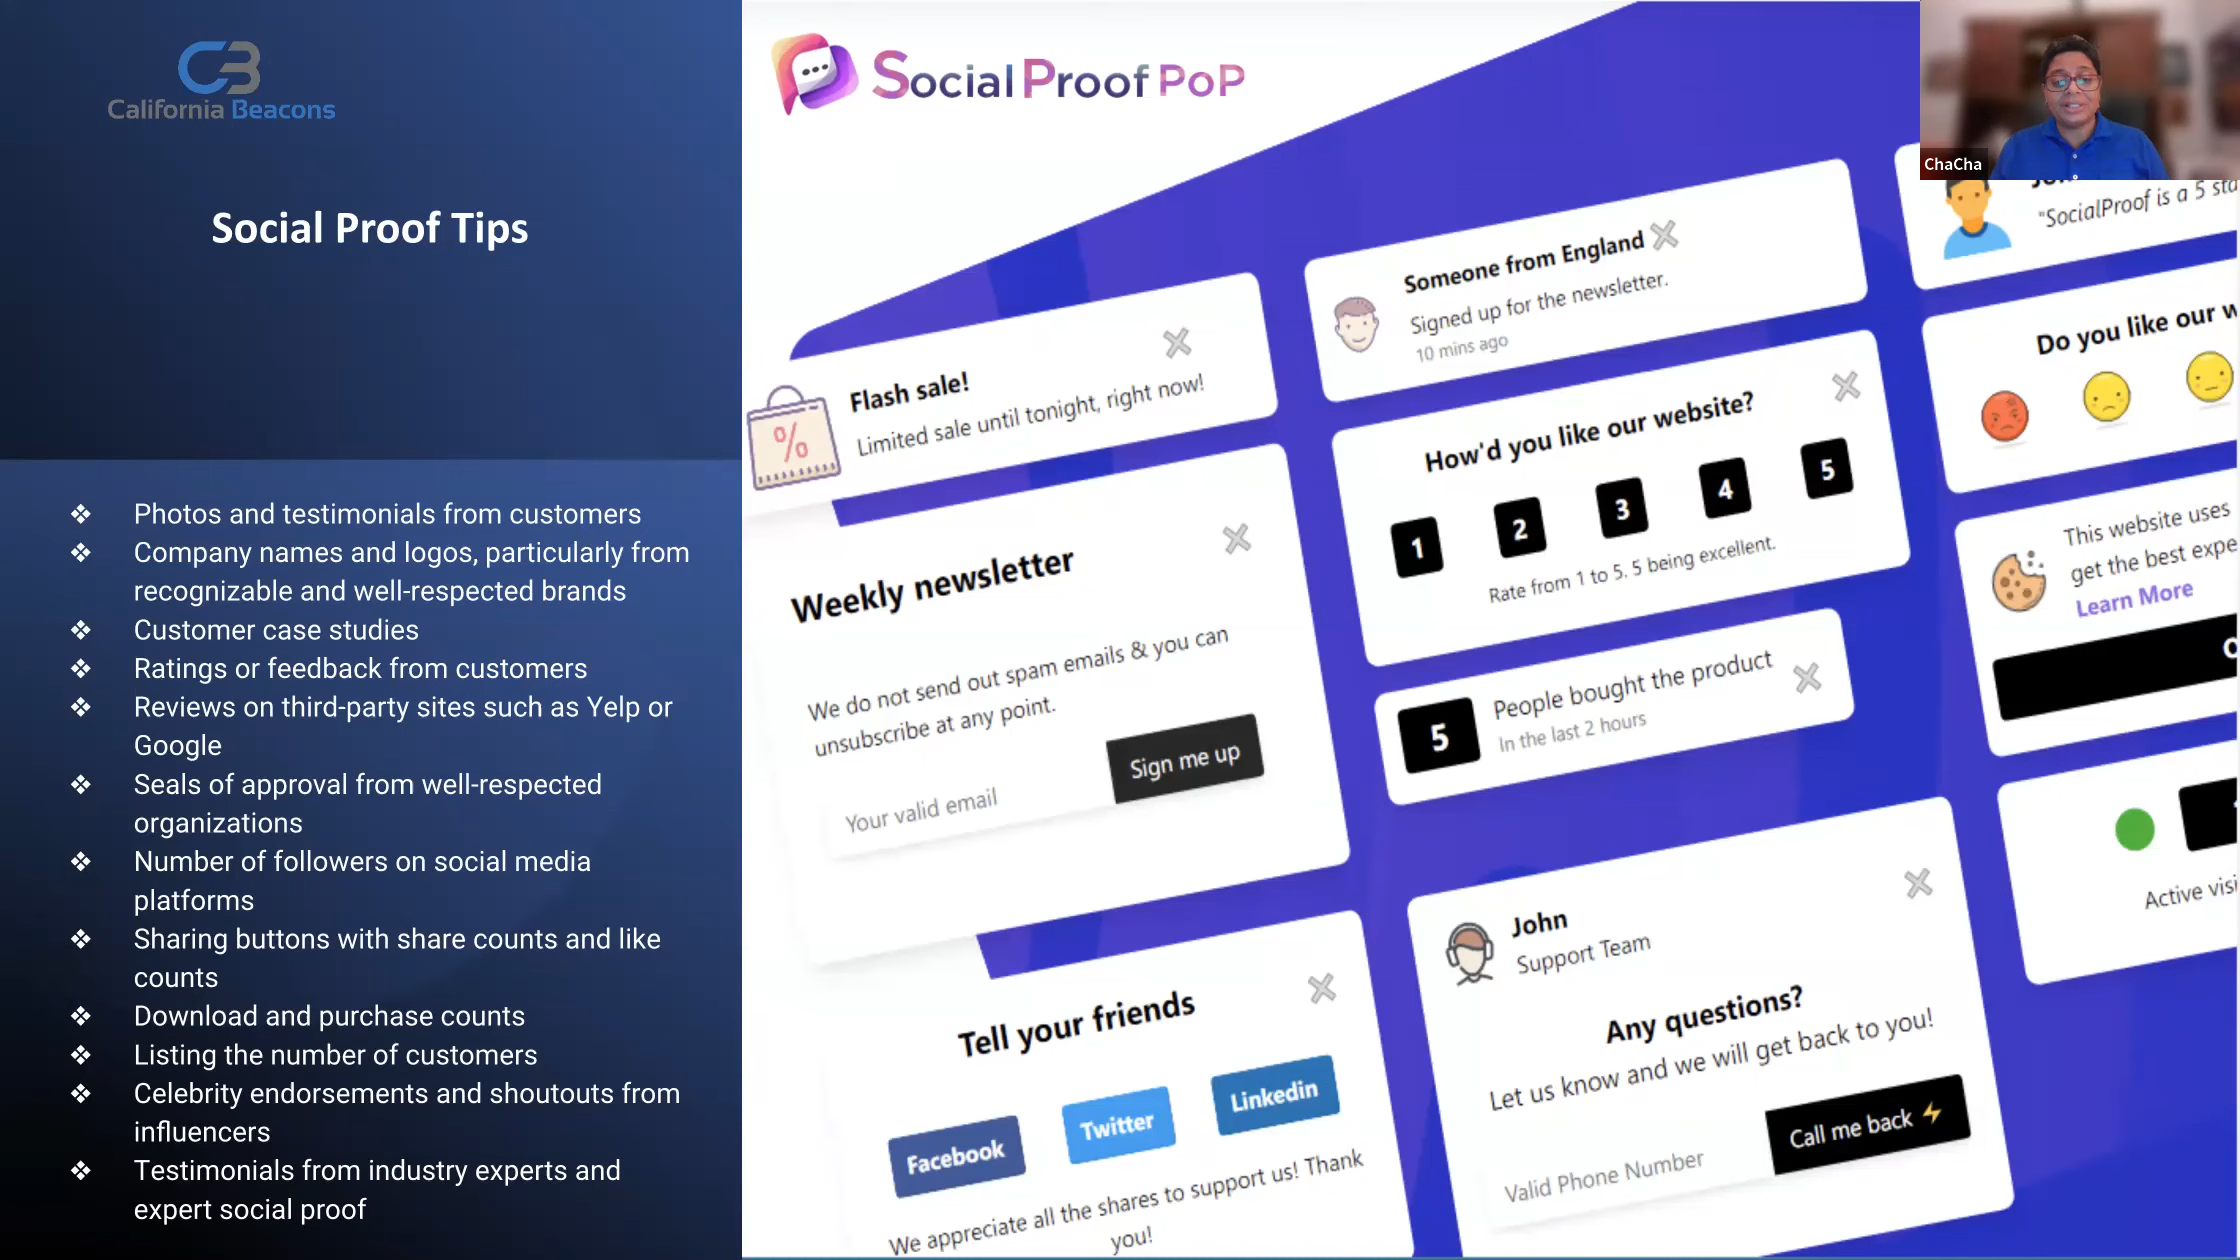 CB
California Beacons
Social Proof Tips
Photos and testimonials from customers
Company names and logos, particularly from
recognizable and well-respected brands
Customer case studies
Ratings or feedback from customers
Reviews on third-party sites such as Yelp or
Google
Seals of approval from well-respected
organizations
Number of followers on social media
platforms
Sharing buttons with share counts and like
counts
Download and purchase counts
Listing the number of customers
Celebrity endorsements and shoutouts from
influencers
Testimonials from industry experts and
expert social proof
Social Proof PoP
Flash sale!
Limited sale until tonight, right now!
Weekly newsletter
We do not send out spam emails & you can
unsubscribe at any point.
Your valid email
Sign me up
Tell your friends
Facebook
Twitter
Linkedin
We appreciate all the shares to support us! Thank
you!
Someone from England
Signed up for the newsletter.
10 mins ago
How'd you like our website?
1
2
3
4
5
Rate from 1 to 5. 5 being excellent.
5
People bought the product
In the last 2 hours
John
Support Team
Any questions?
Let us know and we will get back to you!
Valid Phone Number
Call me back
ChaCha
"SocialProof is a 5
Do you like our
This website uses
get the best
Learn More
Active